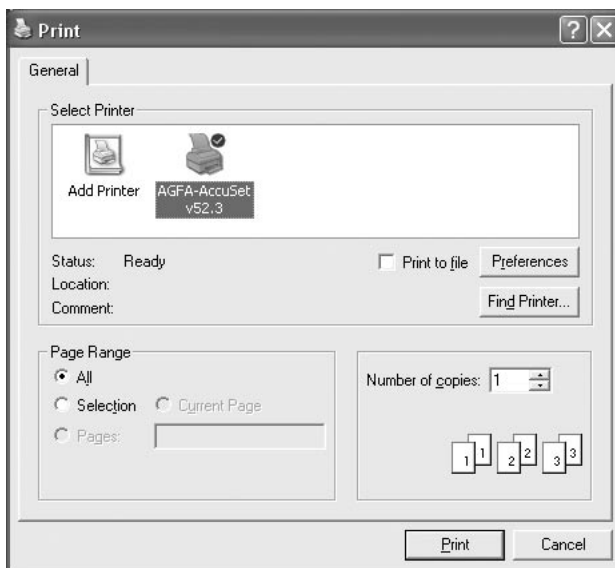 Print
General
Select Printer
Add Printer
AGFA-AccuSet
v52.3
Status: Ready
Location:
Comment:
Print to file
Preferences
Find Printer...
Page Range
All
Selection
Current Page
Pages:
Number of copies: 1
1 1 2 2 3 3
Print
Cancel